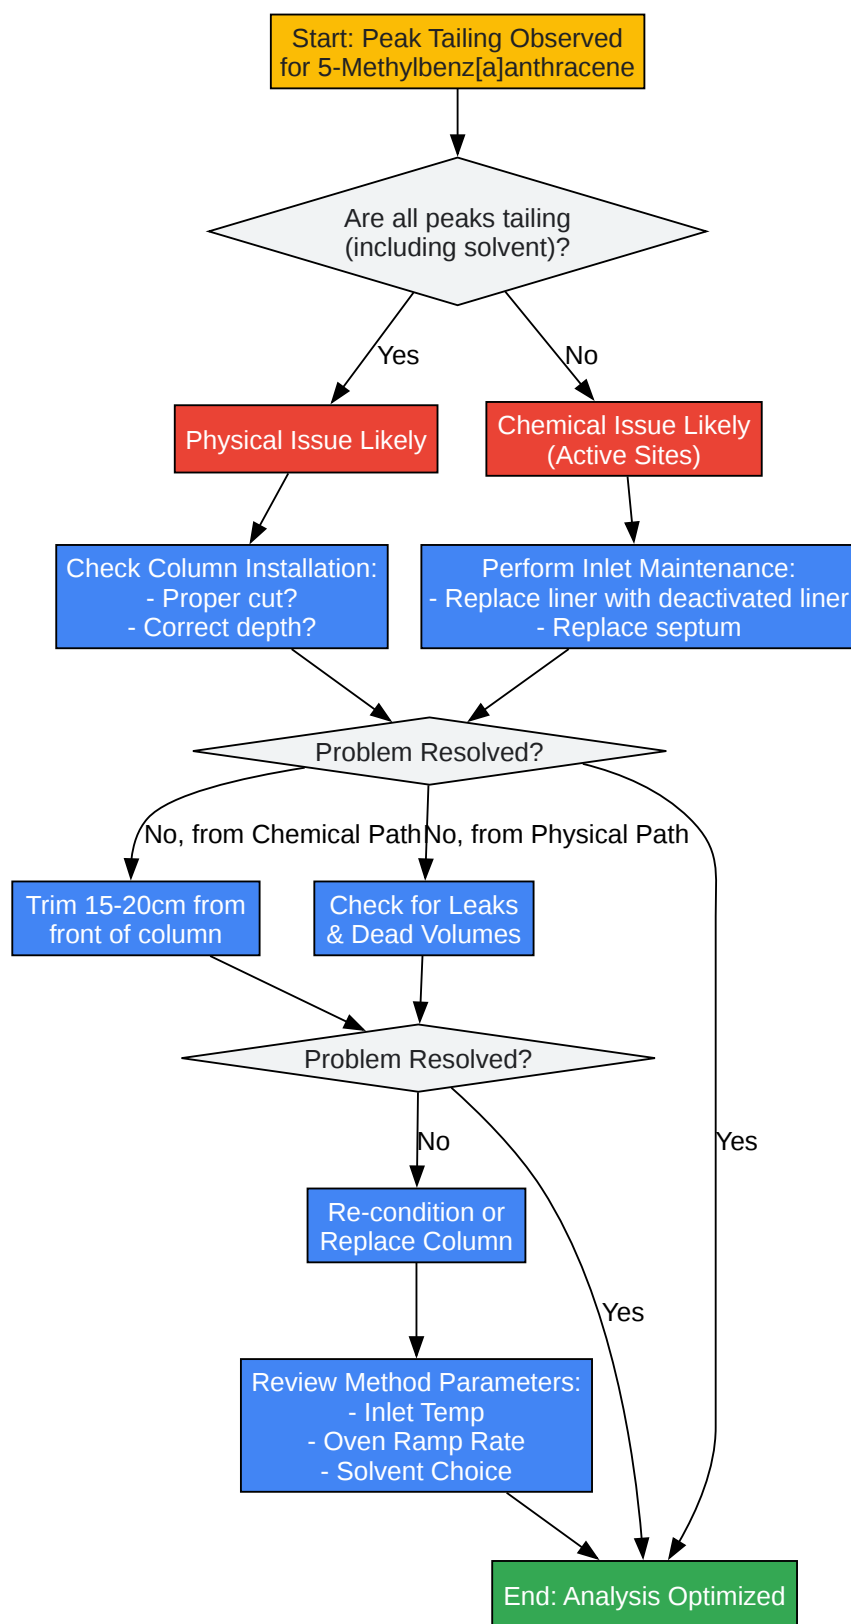 Start: Peak Tailing Observed
for 5-Methylbenz[a]anthracene
Are all peaks tailing
(including solvent)?
Yes
No
Physical Issue Likely
Chemical Issue Likely
(Active Sites)
Check Column Installation:
- Proper cut?
- Correct depth?
Perform Inlet Maintenance:
- Replace liner with deactivated liner
- Replace septum
Problem Resolved?
No, from Chemical Path
No, from Physical Path
Trim 15-20cm from
front of column
Check for Leaks
& Dead Volumes
Problem Resolved?
No
Yes
Re-condition or
Replace Column
Yes
Review Method Parameters:
- Inlet Temp
- Oven Ramp Rate
- Solvent Choice
End: Analysis Optimized